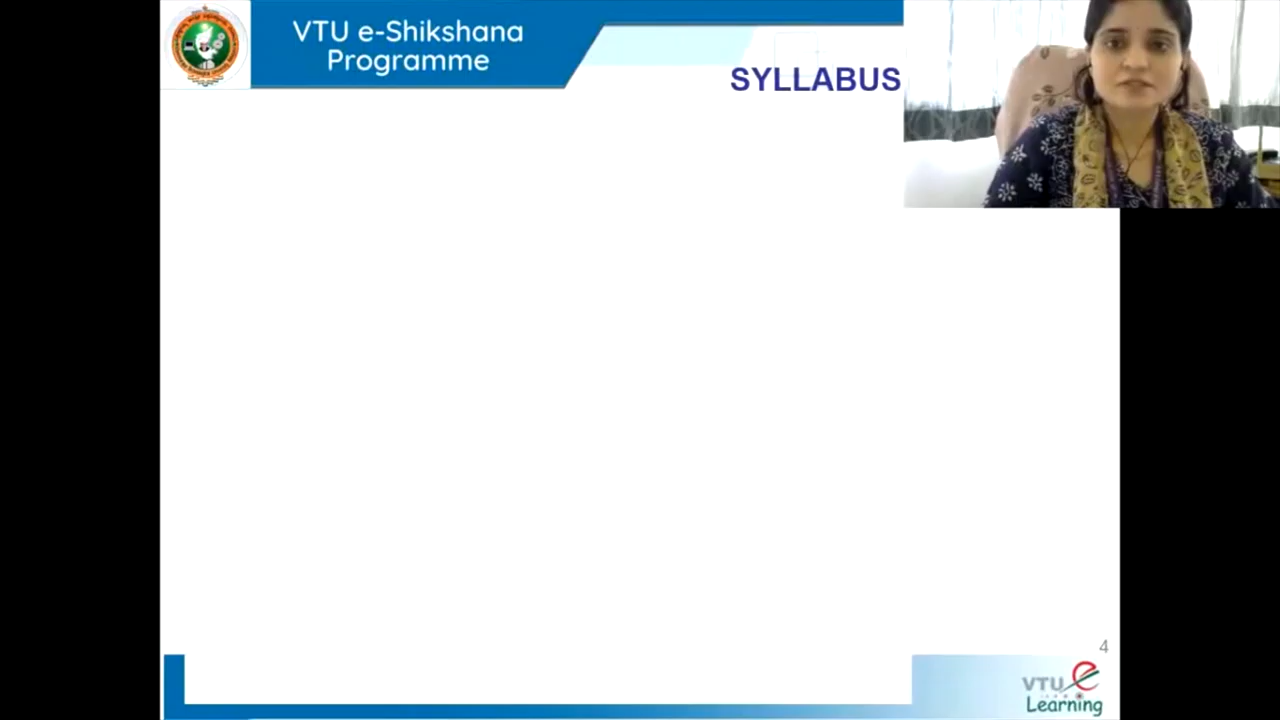 VTU e-Shikshana
Programme
SYLLABUS
4
VTU e
Learning